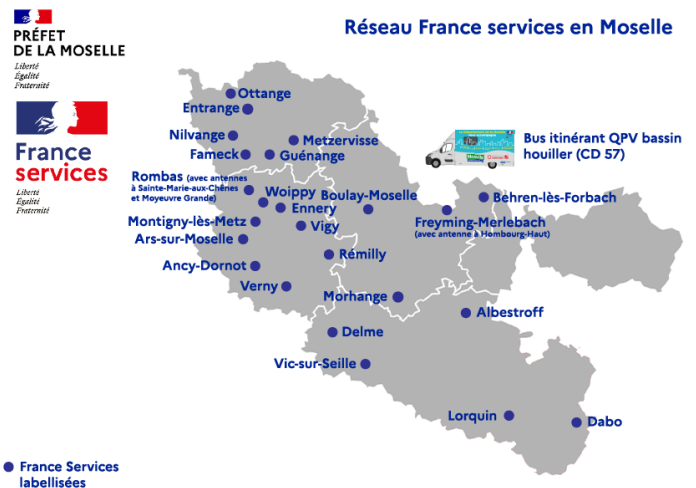 PRÉFET
DE LA MOSELLE
Liberté
Égalité
Fraternité
France
services
Liberté
Égalité
Fraternité
Réseau France services en Moselle
Bus itinérant QPV bassin
houiller (CD 57)
Ottange
Entrange
Nilvange
Metzervisse
Fameck
Guénange
Rombas (avec antennes
à Sainte-Marie-aux-Chênes
et Moyeuvre Grande)
Woippy
Boulay-Moselle
Behren-lès-Forbach
Ennery
Montigny-lès-Metz
Vigy
Freyming-Merlebach
(avec antenne à Hombourg-Haut)
Ars-sur-Moselle
Rémilly
Ancy-Dornot
Verny
Morhange
Albestroff
Delme
Vic-sur-Seille
Lorquin
Dabo
France Services
labellisées